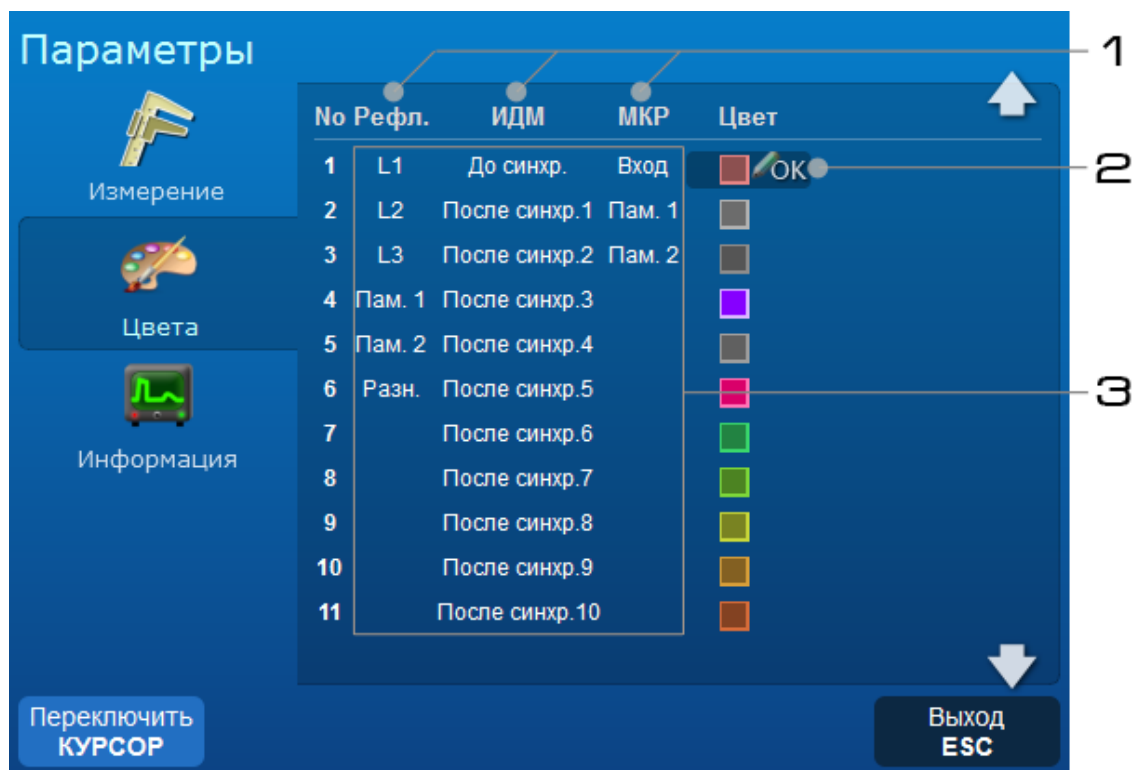 Параметры
1
No Рефл. ИДМ МКР Цвет
1 L1 До синхр. Вход OK
2
Измерение
2 L2 После синхр.1 Пам. 1
3 L3 После синхр.2 Пам. 2
4 Пам. 1 После синхр.3
Цвета
5 Пам. 2 После синхр.4
6 Разн. После синхр.5
3
7 После синхр.6
Информация
8 После синхр.7
9 После синхр.8
10 После синхр.9
11 После синхр.10
Переключить
КУРСОР
Выход
ESC